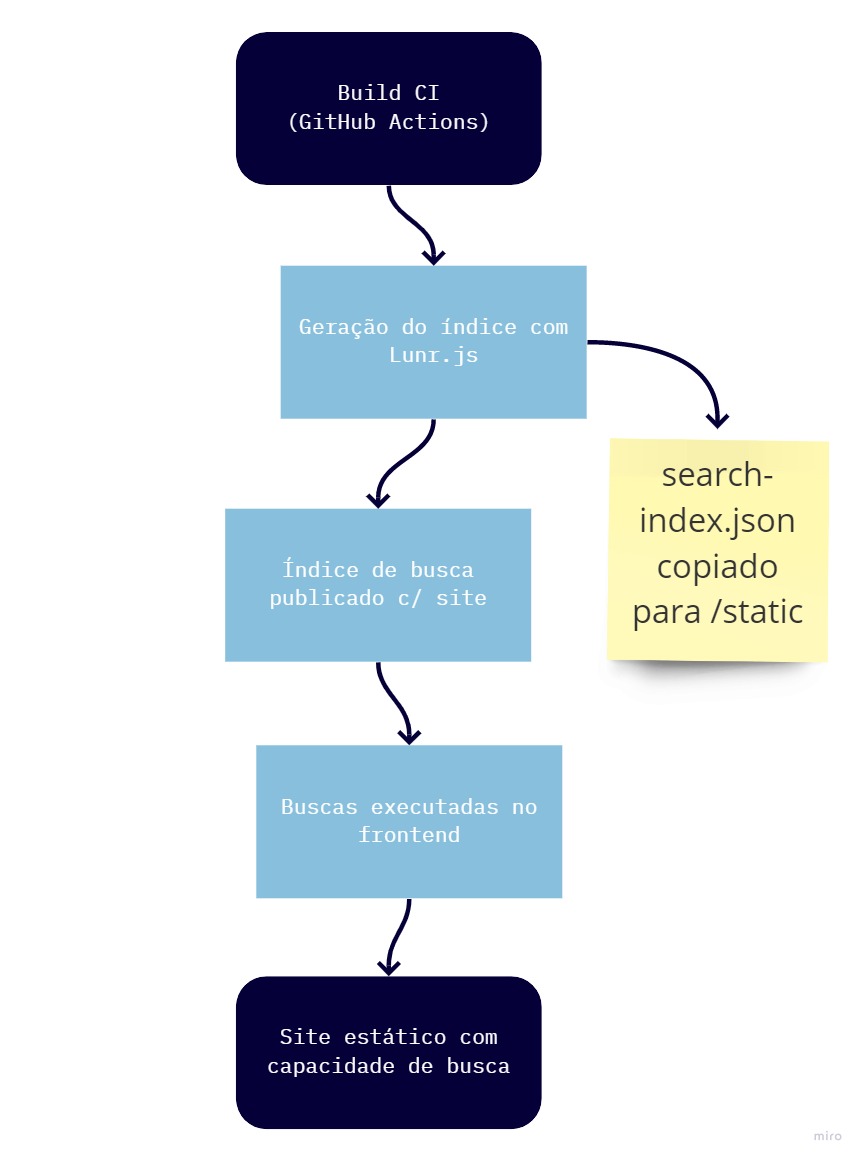 Build CI
(GitHub Actions)
Geração do índice com
Lunr.js
search-
index.json
copiado
para /static
Índice de busca
publicado c/ site
Buscas executadas no
frontend
Site estático com
capacidade de busca
miro